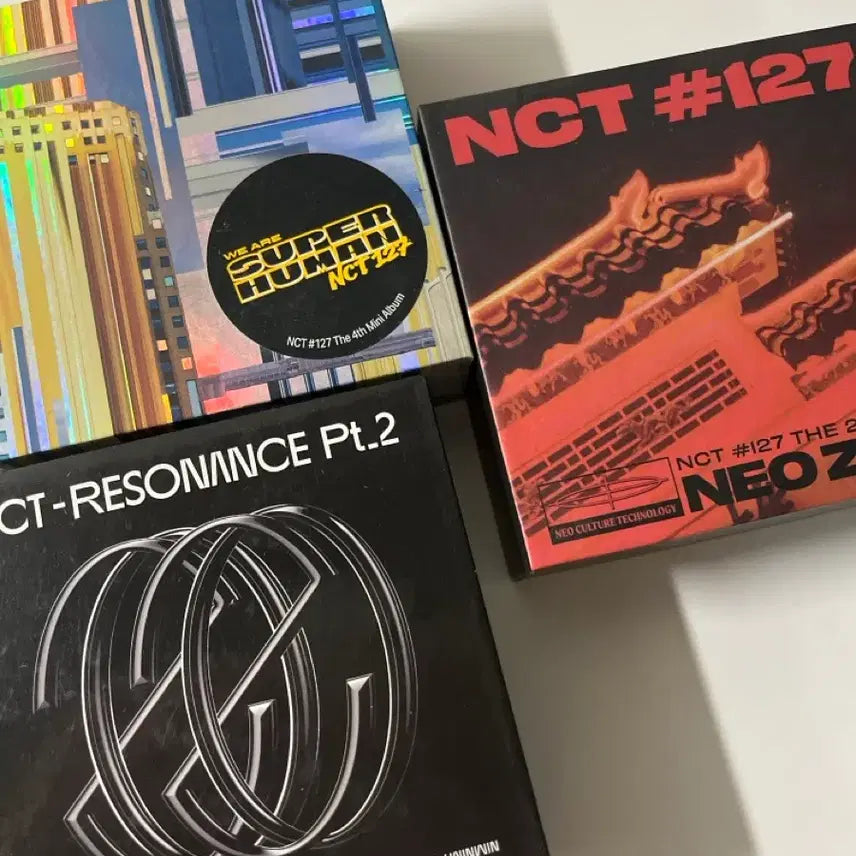 WE ARE
SUPER
HUMAN
NCT 127
NCT #127 The 4th Mini Album
NCT #127
NCT #127 THE 2
NEO Z
NEO CULTURE TECHNOLOGY
CT-RESONANCE Pt.2